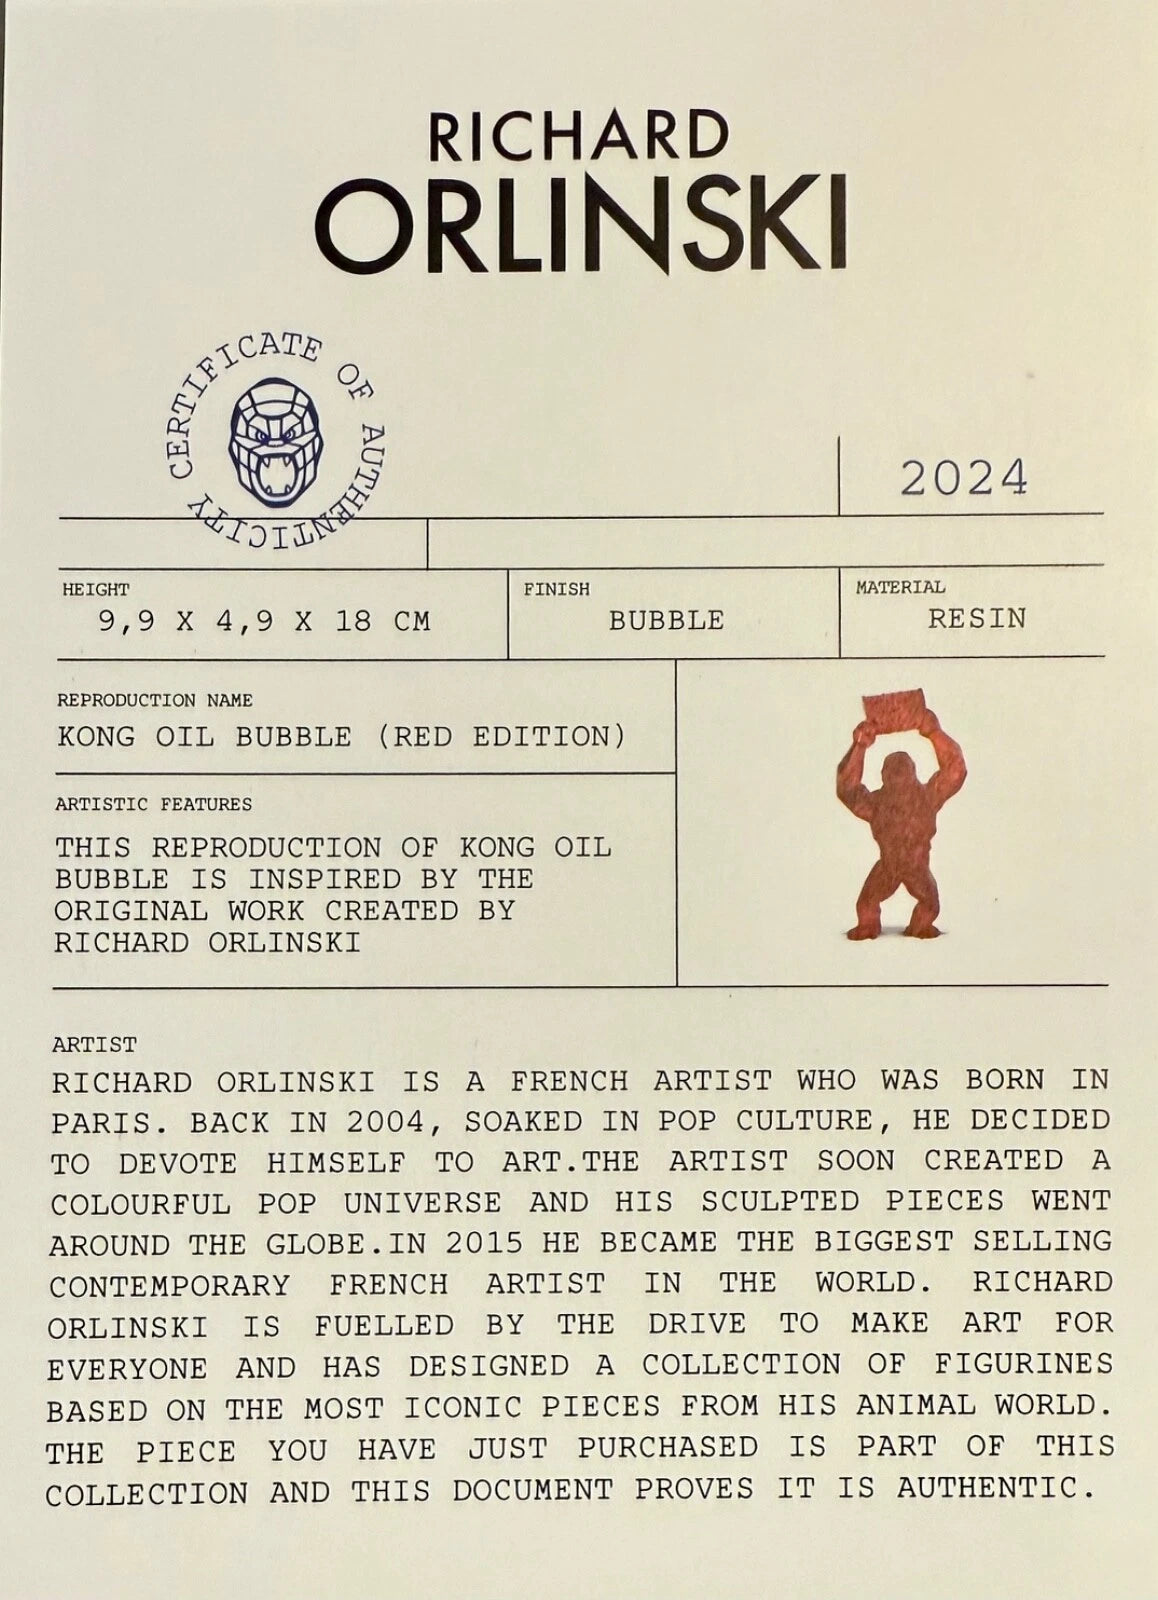 RICHARD
ORLINSKI
CERTIFICATE OF AUTHENTICITY
2024
HEIGHT
9,9 X 4,9 X 18 CM
FINISH
BUBBLE
MATERIAL
RESIN
REPRODUCTION NAME
KONG OIL BUBBLE (RED EDITION)
ARTISTIC FEATURES
THIS REPRODUCTION OF KONG OIL
BUBBLE IS INSPIRED BY THE
ORIGINAL WORK CREATED BY
RICHARD ORLINSKI
ARTIST
RICHARD ORLINSKI IS A FRENCH ARTIST WHO WAS BORN IN
PARIS. BACK IN 2004, SOAKED IN POP CULTURE, HE DECIDED
TO DEVOTE HIMSELF TO ART.THE ARTIST SOON CREATED A
COLOURFUL POP UNIVERSE AND HIS SCULPTED PIECES WENT
AROUND THE GLOBE.IN 2015 HE BECAME THE BIGGEST SELLING
CONTEMPORARY FRENCH ARTIST IN THE WORLD. RICHARD
ORLINSKI IS FUELLED BY THE DRIVE TO MAKE ART FOR
EVERYONE AND HAS DESIGNED A COLLECTION OF FIGURINES
BASED ON THE MOST ICONIC PIECES FROM HIS ANIMAL WORLD.
THE PIECE YOU HAVE JUST PURCHASED IS PART OF THIS
COLLECTION AND THIS DOCUMENT PROVES IT IS AUTHENTIC.